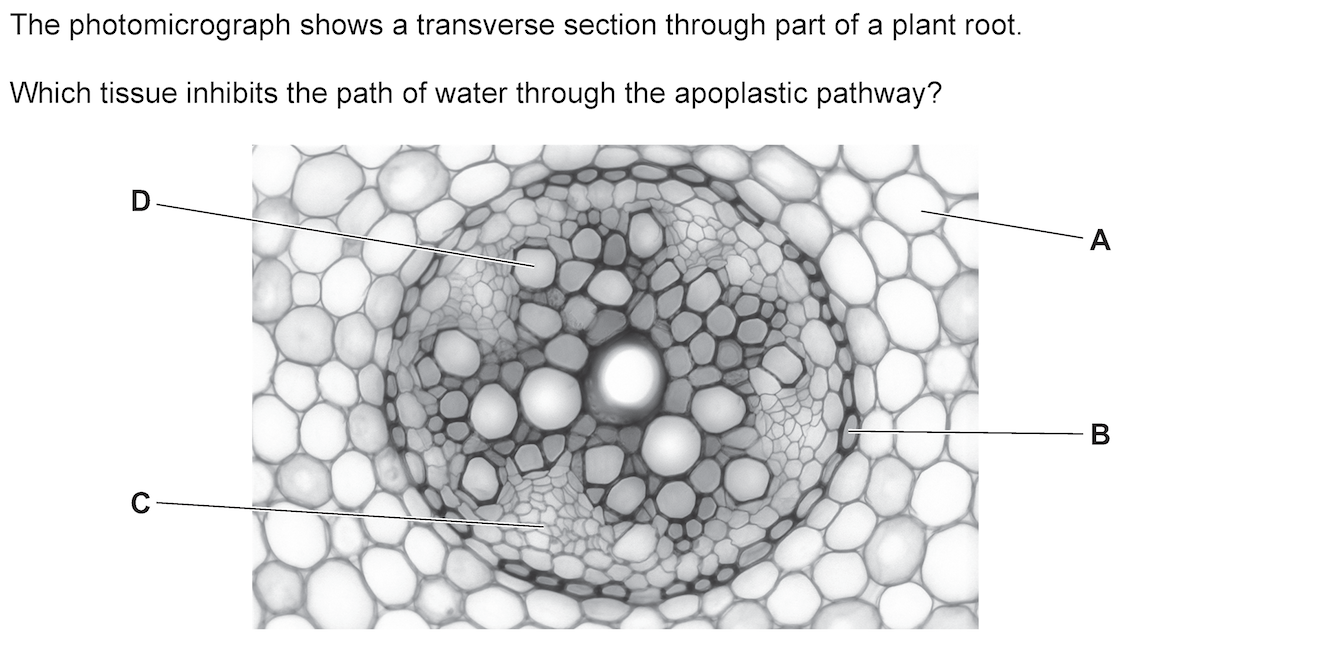 The photomicrograph shows a transverse section through part of a plant root.
Which tissue inhibits the path of water through the apoplastic pathway?
D
A
B
C